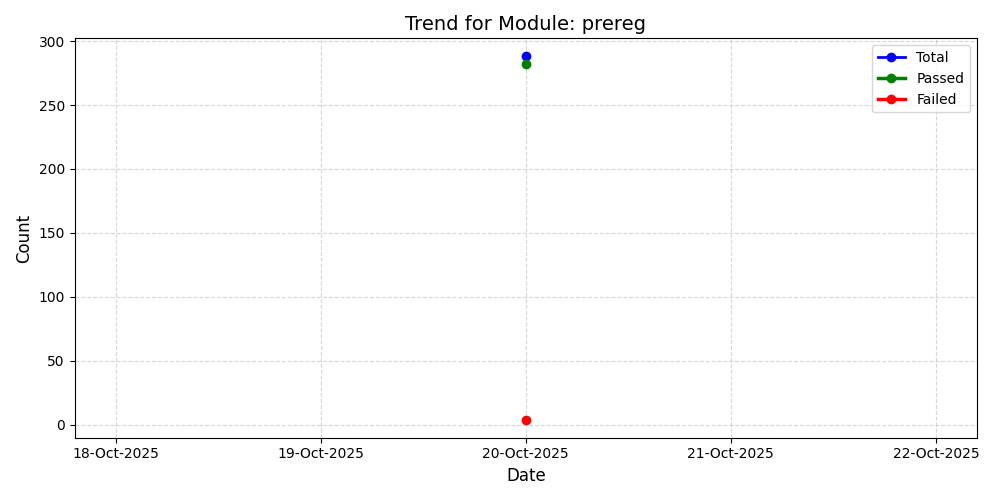 Trend for Module: prereg
300
250
200
150
100
50
0
Count
18-Oct-2025
19-Oct-2025
20-Oct-2025
21-Oct-2025
22-Oct-2025
Date
Total
Passed
Failed